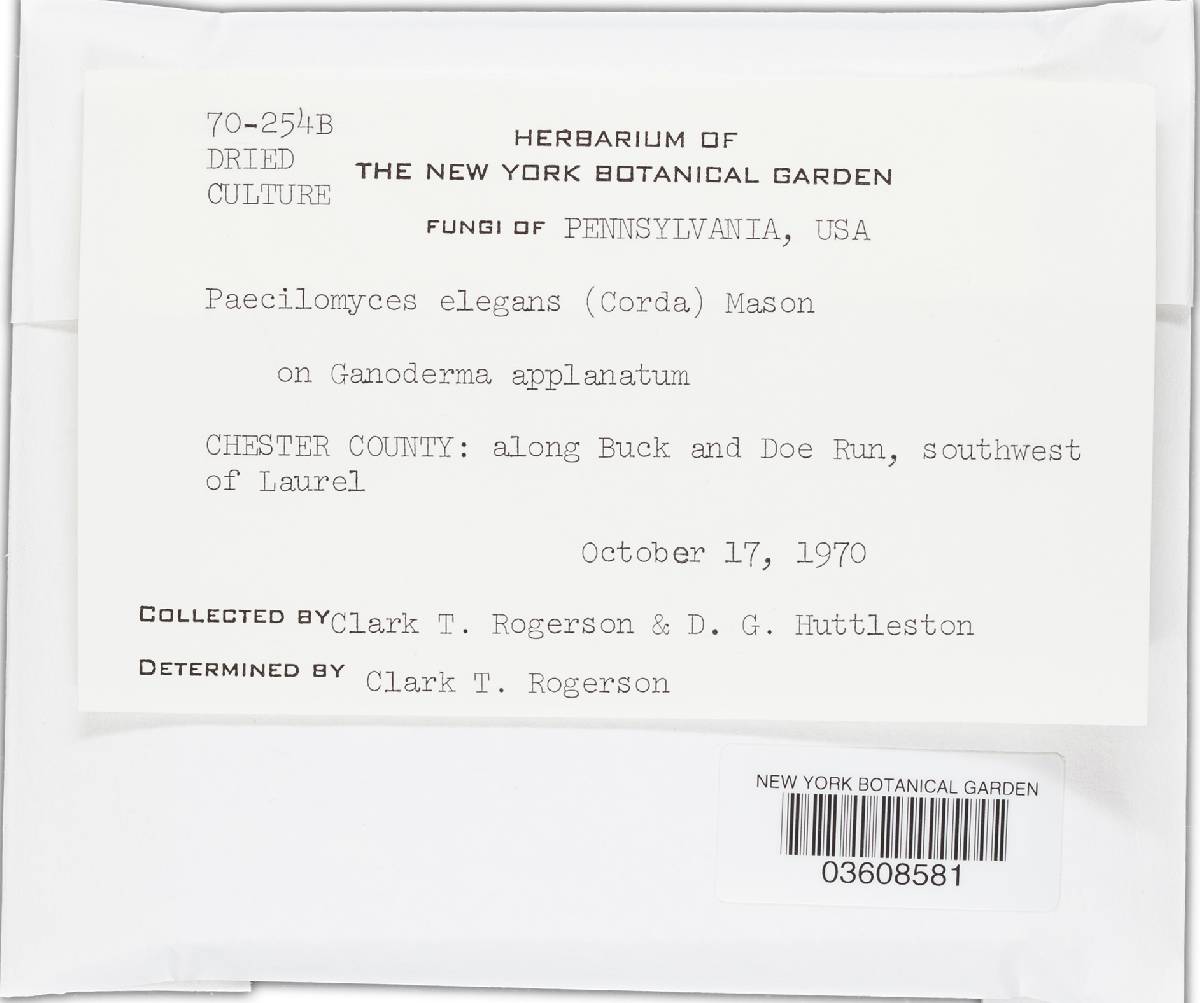 70-254B
DRIED
CULTURE
HERBARIUM OF
THE NEW YORK BOTANICAL GARDEN
FUNGI OF PENNSYLVANIA, USA
Paecilomyces elegans (Corda) Mason
on Ganoderma applanatum
CHESTER COUNTY: along Buck and Doe Run, southwest
of Laurel
October 17, 1970
COLLECTED BY Clark T. Rogerson & D. G. Huttleston
DETERMINED BY Clark T. Rogerson
NEW YORK BOTANICAL GARDEN
03608581